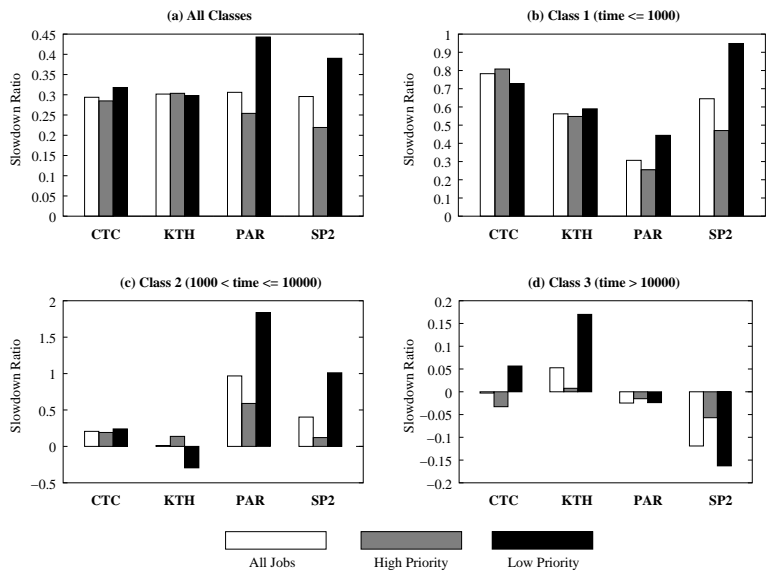 (a) All Classes
Slowdown Ratio
0.45
0.4
0.35
0.3
0.25
0.2
0.15
0.1
0.05
0
CTC KTH PAR SP2
(b) Class 1 (time <= 1000)
Slowdown Ratio
1
0.9
0.8
0.7
0.6
0.5
0.4
0.3
0.2
0.1
0
CTC KTH PAR SP2
(c) Class 2 (1000 < time <= 10000)
Slowdown Ratio
2
1.5
1
0.5
0
−0.5
CTC KTH PAR SP2
(d) Class 3 (time > 10000)
Slowdown Ratio
0.2
0.15
0.1
0.05
0
−0.05
−0.1
−0.15
−0.2
CTC KTH PAR SP2
All Jobs High Priority Low Priority